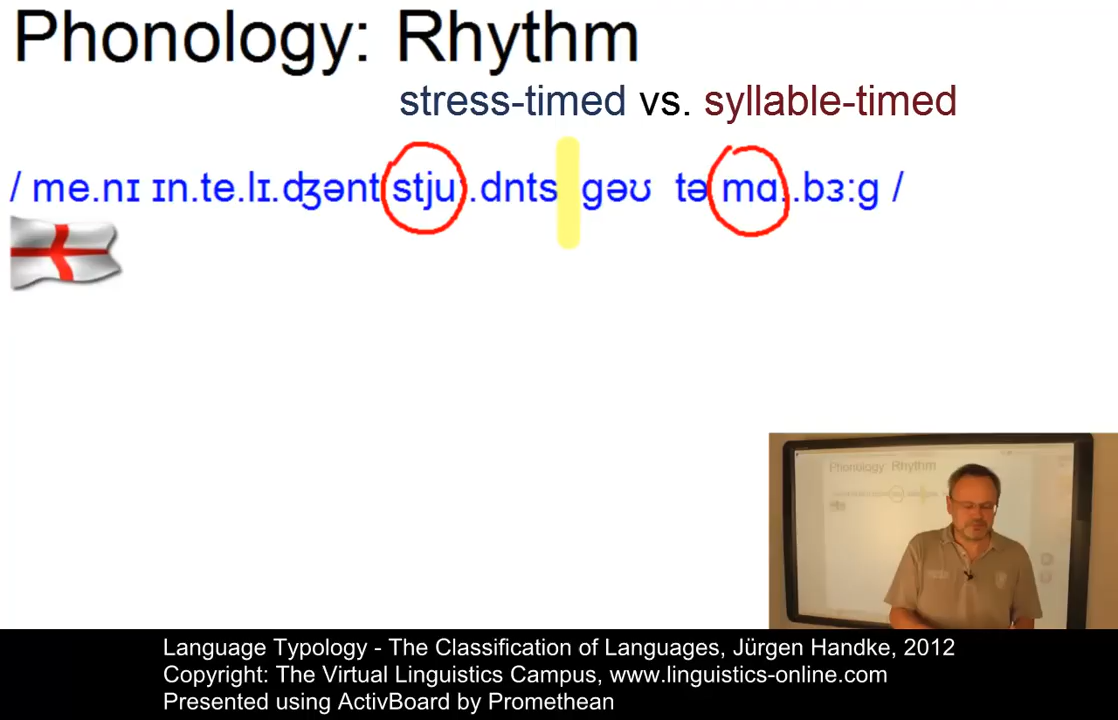 Phonology: Rhythm
stress-timed vs. syllable-timed
/ me.nɪ ɪn.te.lɪ.ʤənt stju .dnts gəʊ tə mɑ..bɜːg /
Phonology: Rhythm
Language Typology - The Classification of Languages, Jürgen Handke, 2012
Copyright: The Virtual Linguistics Campus, www.linguistics-online.com
Presented using ActivBoard by Promethean